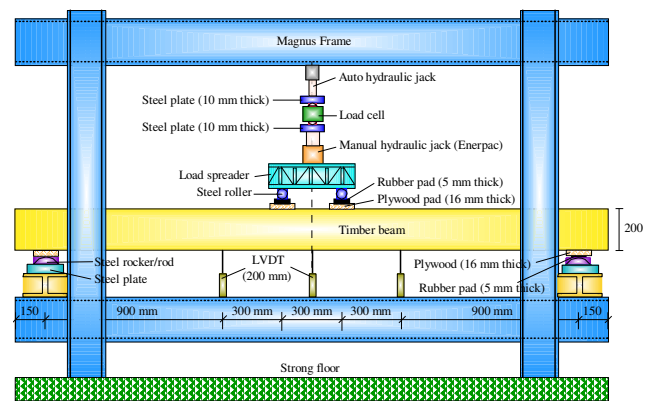 Magnus Frame
Auto hydraulic jack
Steel plate (10 mm thick)
Load cell
Steel plate (10 mm thick)
Manual hydraulic jack (Enerpac)
Load spreader
Rubber pad (5 mm thick)
Steel roller
Plywood pad (16 mm thick)
Timber beam
200
Steel rocker/rod
LVDT
(200 mm)
Plywood (16 mm thick)
Steel plate
Rubber pad (5 mm thick)
150
900 mm
300 mm
300 mm
300 mm
900 mm
150
Strong floor